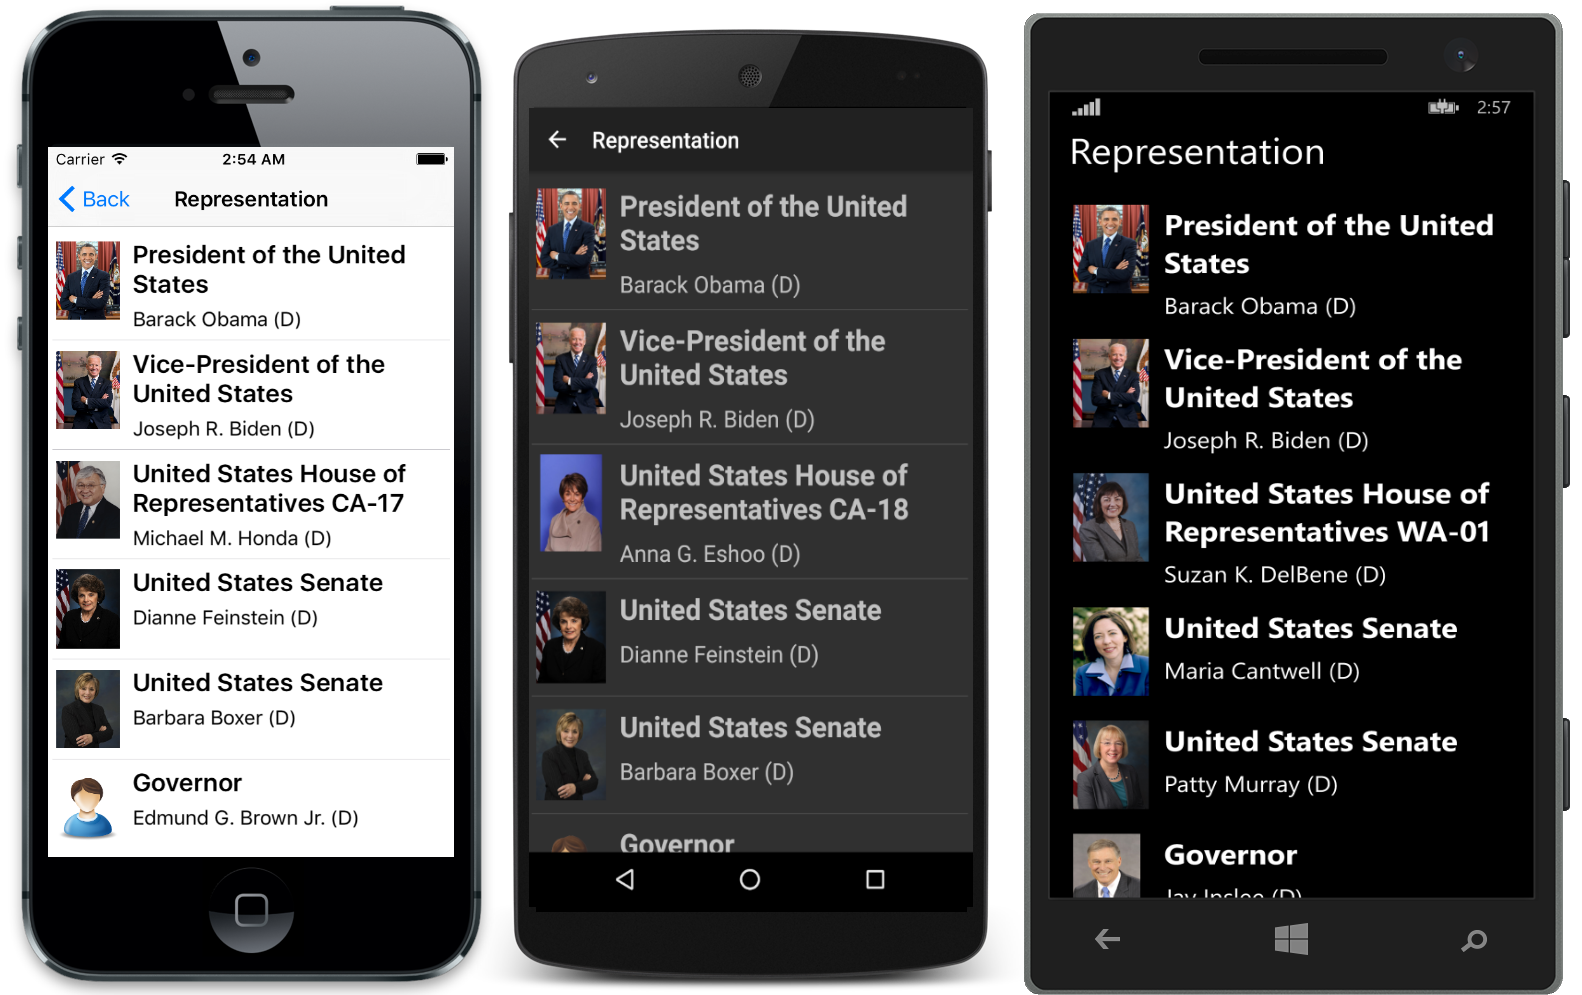 Carrier
2:54 AM
Back
Representation
President of the United
States
Barack Obama (D)
Vice-President of the
United States
Joseph R. Biden (D)
United States House of
Representatives CA-17
Michael M. Honda (D)
United States Senate
Dianne Feinstein (D)
United States Senate
Barbara Boxer (D)
Governor
Edmund G. Brown Jr. (D)
Representation
President of the United
States
Barack Obama (D)
Vice-President of the
United States
Joseph R. Biden (D)
United States House of
Representatives CA-18
Anna G. Eshoo (D)
United States Senate
Dianne Feinstein (D)
United States Senate
Barbara Boxer (D)
Governor
2:57
Representation
President of the United
States
Barack Obama (D)
Vice-President of the
United States
Joseph R. Biden (D)
United States House of
Representatives WA-01
Suzan K. DelBene (D)
United States Senate
Maria Cantwell (D)
United States Senate
Patty Murray (D)
Governor
Jay Inslee (D)